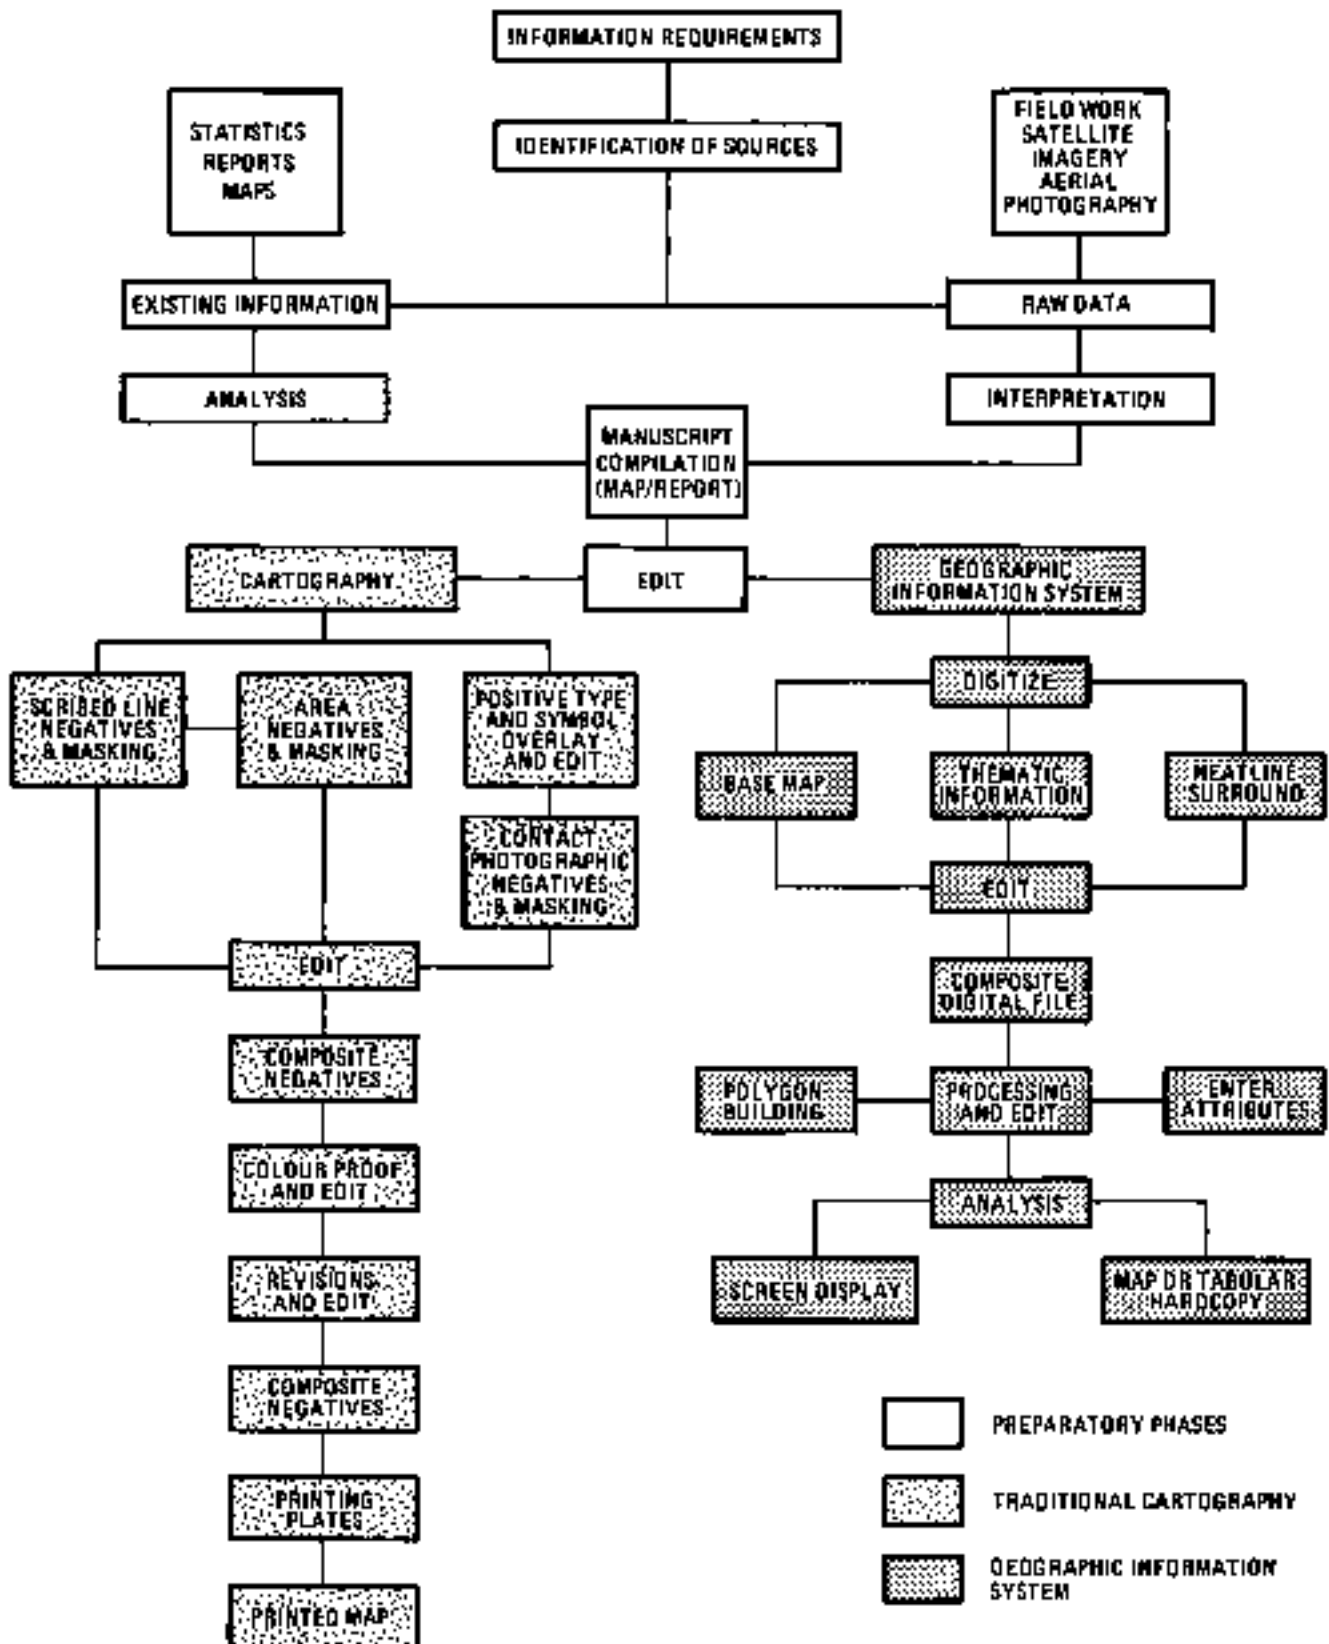 INFORMATION REQUIREMENTS
IDENTIFICATION OF SOURCES
STATISTICS
REPORTS
MAPS
FIELD WORK
SATELLITE
IMAGERY
AERIAL
PHOTOGRAPHY
EXISTING INFORMATION
RAW DATA
ANALYSIS
INTERPRETATION
MANUSCRIPT
COMPILATION
(MAP/REPORT)
CARTOGRAPHY
EDIT
GEOGRAPHIC
INFORMATION SYSTEM
SCRIBED LINE
NEGATIVES
& MASKING
AREA
NEGATIVES
& MASKING
POSITIVE TYPE
AND SYMBOL
OVERLAY
AND EDIT
CONTACT
PHOTOGRAPHIC
NEGATIVES
& MASKING
EDIT
COMPOSITE
NEGATIVES
COLOUR PROOF
AND EDIT
REVISIONS
AND EDIT
COMPOSITE
NEGATIVES
PRINTING
PLATES
PRINTED MAP
DIGITIZE
BASE MAP
THEMATIC
INFORMATION
NEATLINE
SURROUND
EDIT
COMPOSITE
DIGITAL FILE
POLYGON
BUILDING
PROCESSING
AND EDIT
ENTER
ATTRIBUTES
ANALYSIS
SCREEN DISPLAY
MAP OR TABULAR
HARDCOPY
PREPARATORY PHASES
TRADITIONAL CARTOGRAPHY
GEOGRAPHIC INFORMATION
SYSTEM